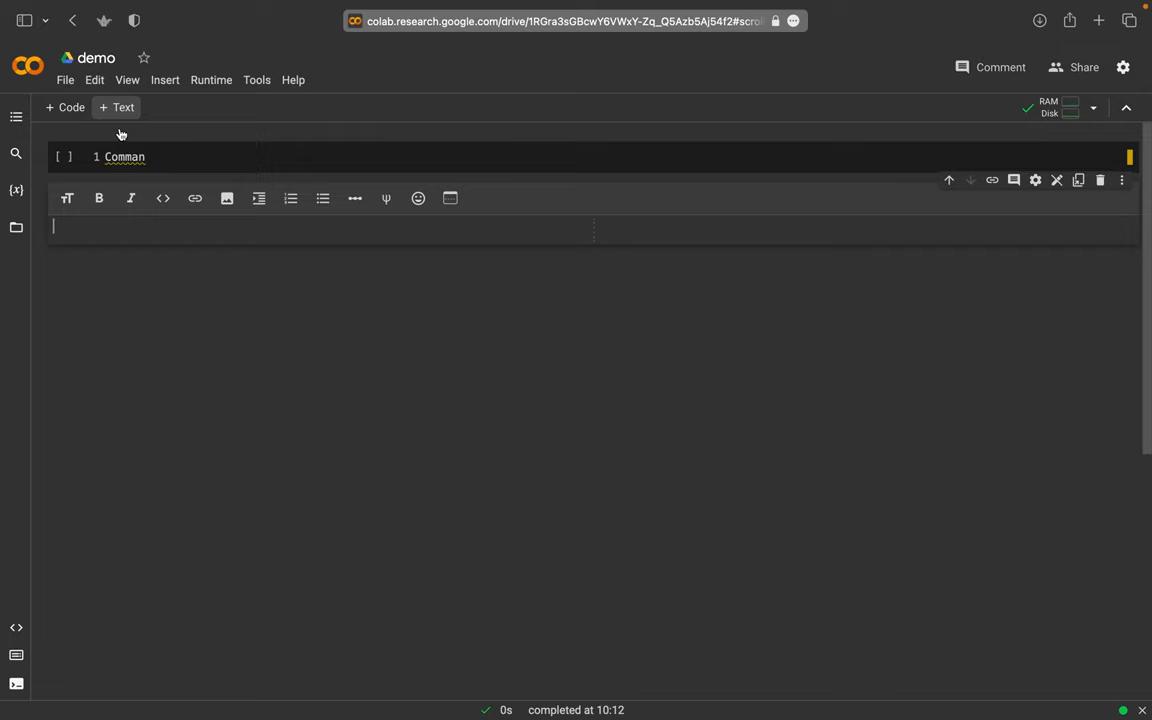 colab.research.google.com/drive/1RGra3sGBcwY6VWxY-Zq_Q5Azb5Aj54f2#scrol
demo
File Edit View Insert Runtime Tools Help
Comment Share
+ Code + Text
RAM
Disk
[ ] 1 Comman
0s completed at 10:12